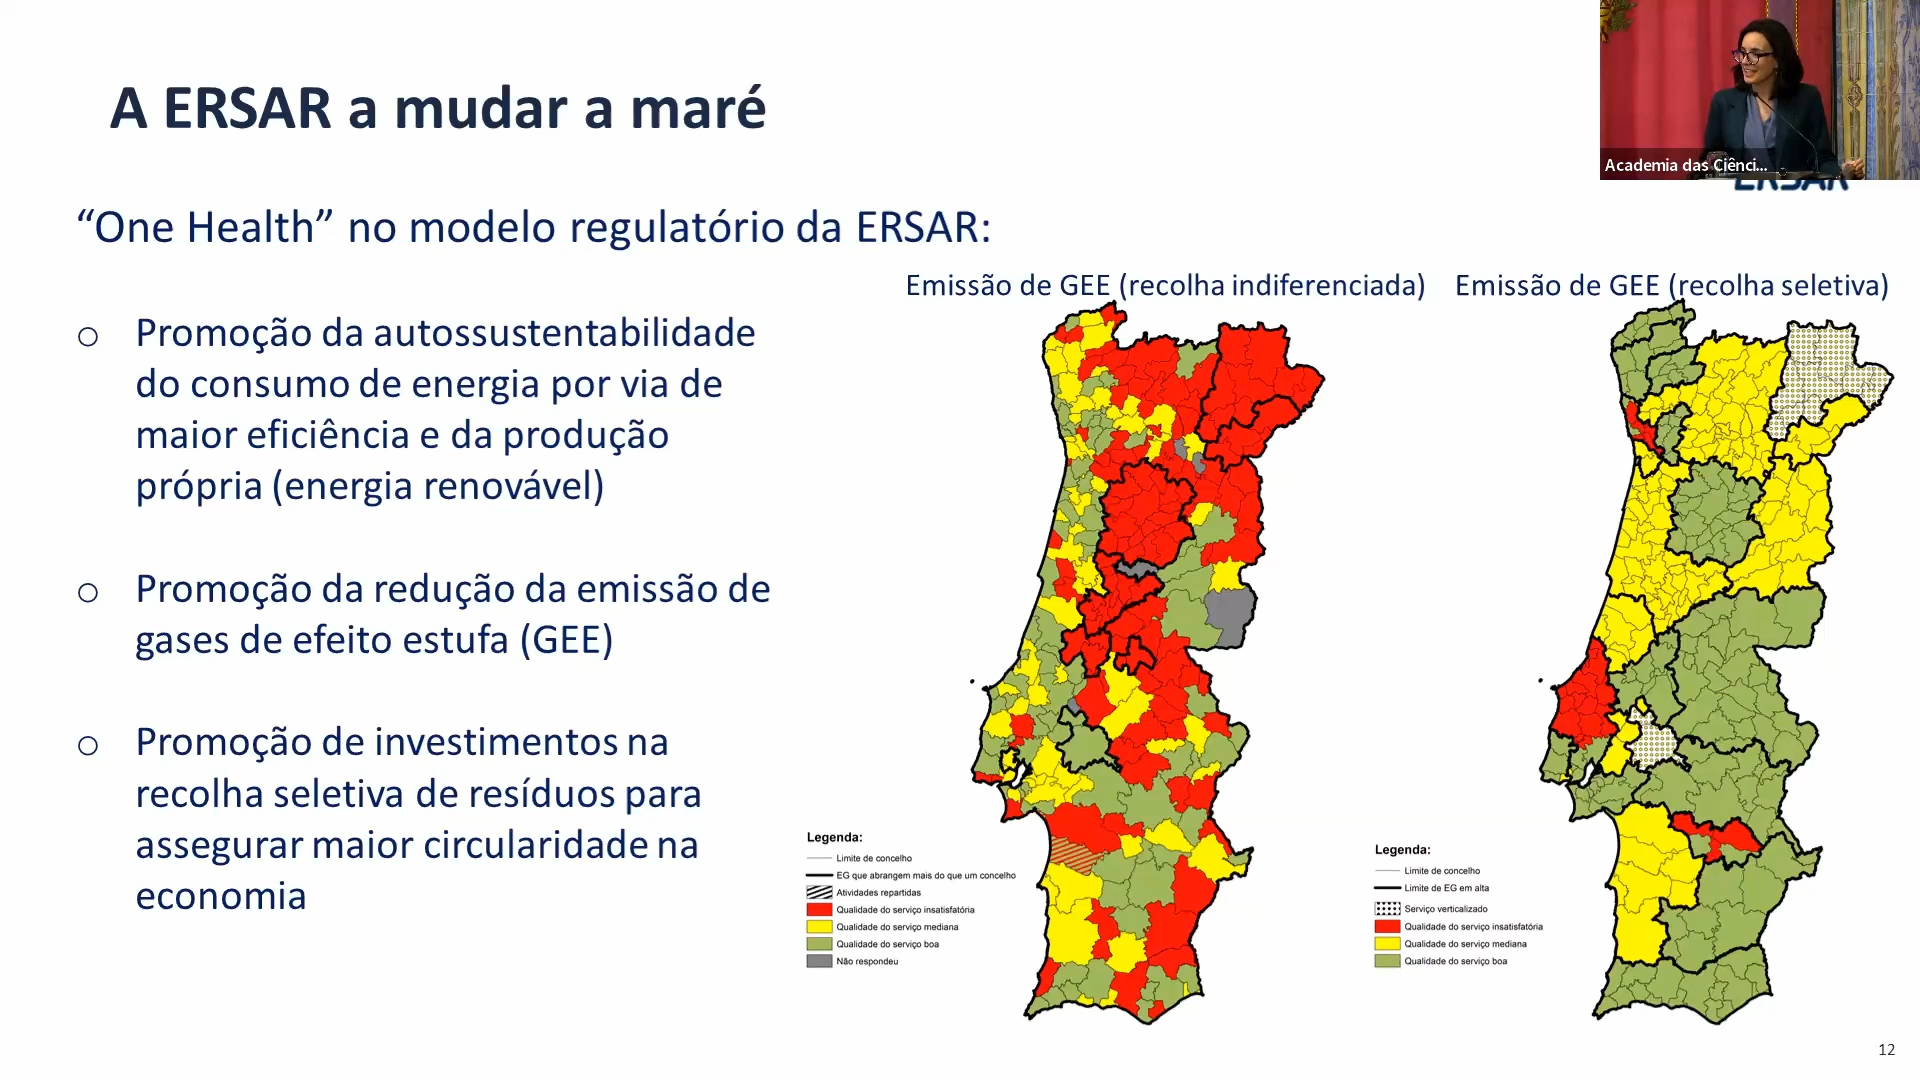 A ERSAR a mudar a maré
Academia das Ciênci...
ERSAR
“One Health” no modelo regulatório da ERSAR:
o Promoção da autossustentabilidade
do consumo de energia por via de
maior eficiência e da produção
própria (energia renovável)
o Promoção da redução da emissão de
gases de efeito estufa (GEE)
o Promoção de investimentos na
recolha seletiva de resíduos para
assegurar maior circularidade na
economia
Emissão de GEE (recolha indiferenciada)
Legenda:
Limite de concelho
EG que abrangem mais do que um concelho
Atividades repartidas
Qualidade do serviço insatisfatória
Qualidade do serviço mediana
Qualidade do serviço boa
Não respondeu
Emissão de GEE (recolha seletiva)
Legenda:
Limite de concelho
Limite de EG em alta
Serviço verticalizado
Qualidade do serviço insatisfatória
Qualidade do serviço mediana
Qualidade do serviço boa
12